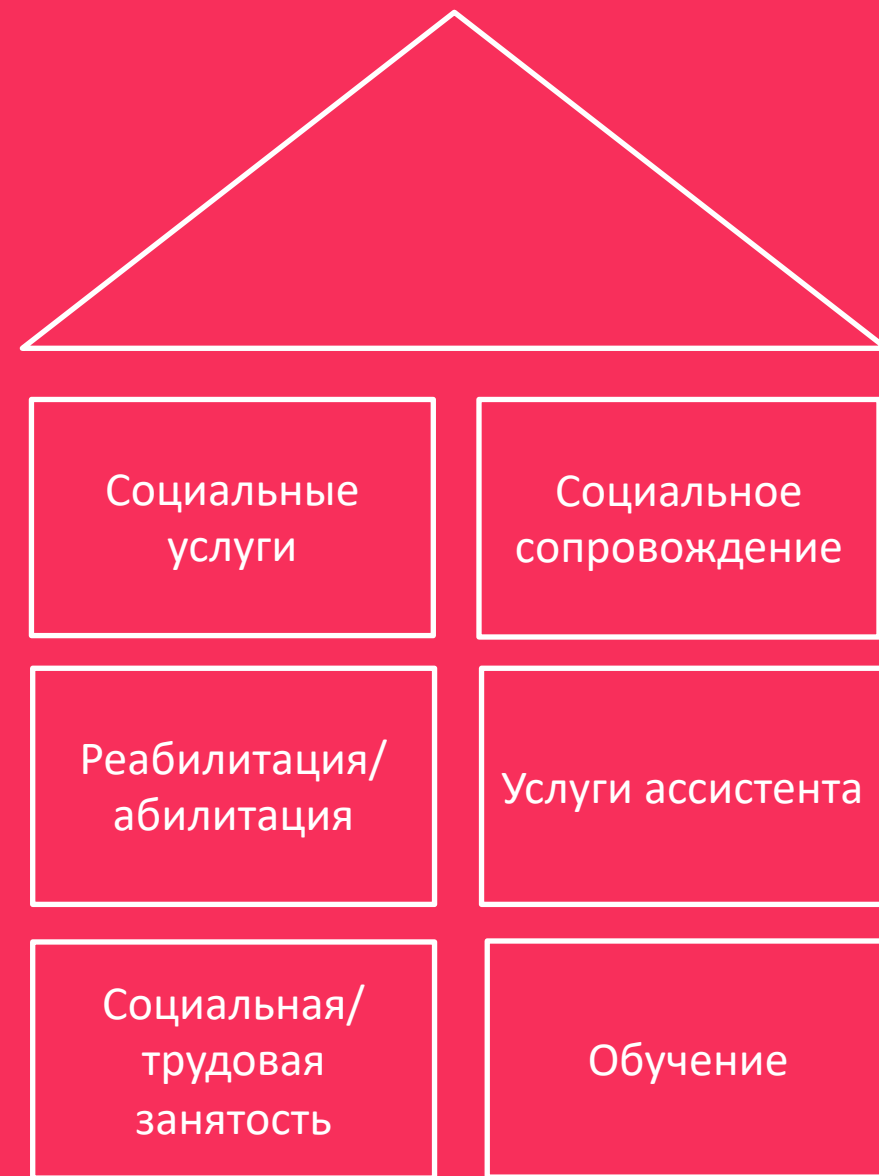 Социальные
услуги
Социальное
сопровождение
Реабилитация/
абилитация
Услуги ассистента
Социальная/
трудовая
занятость
Обучение